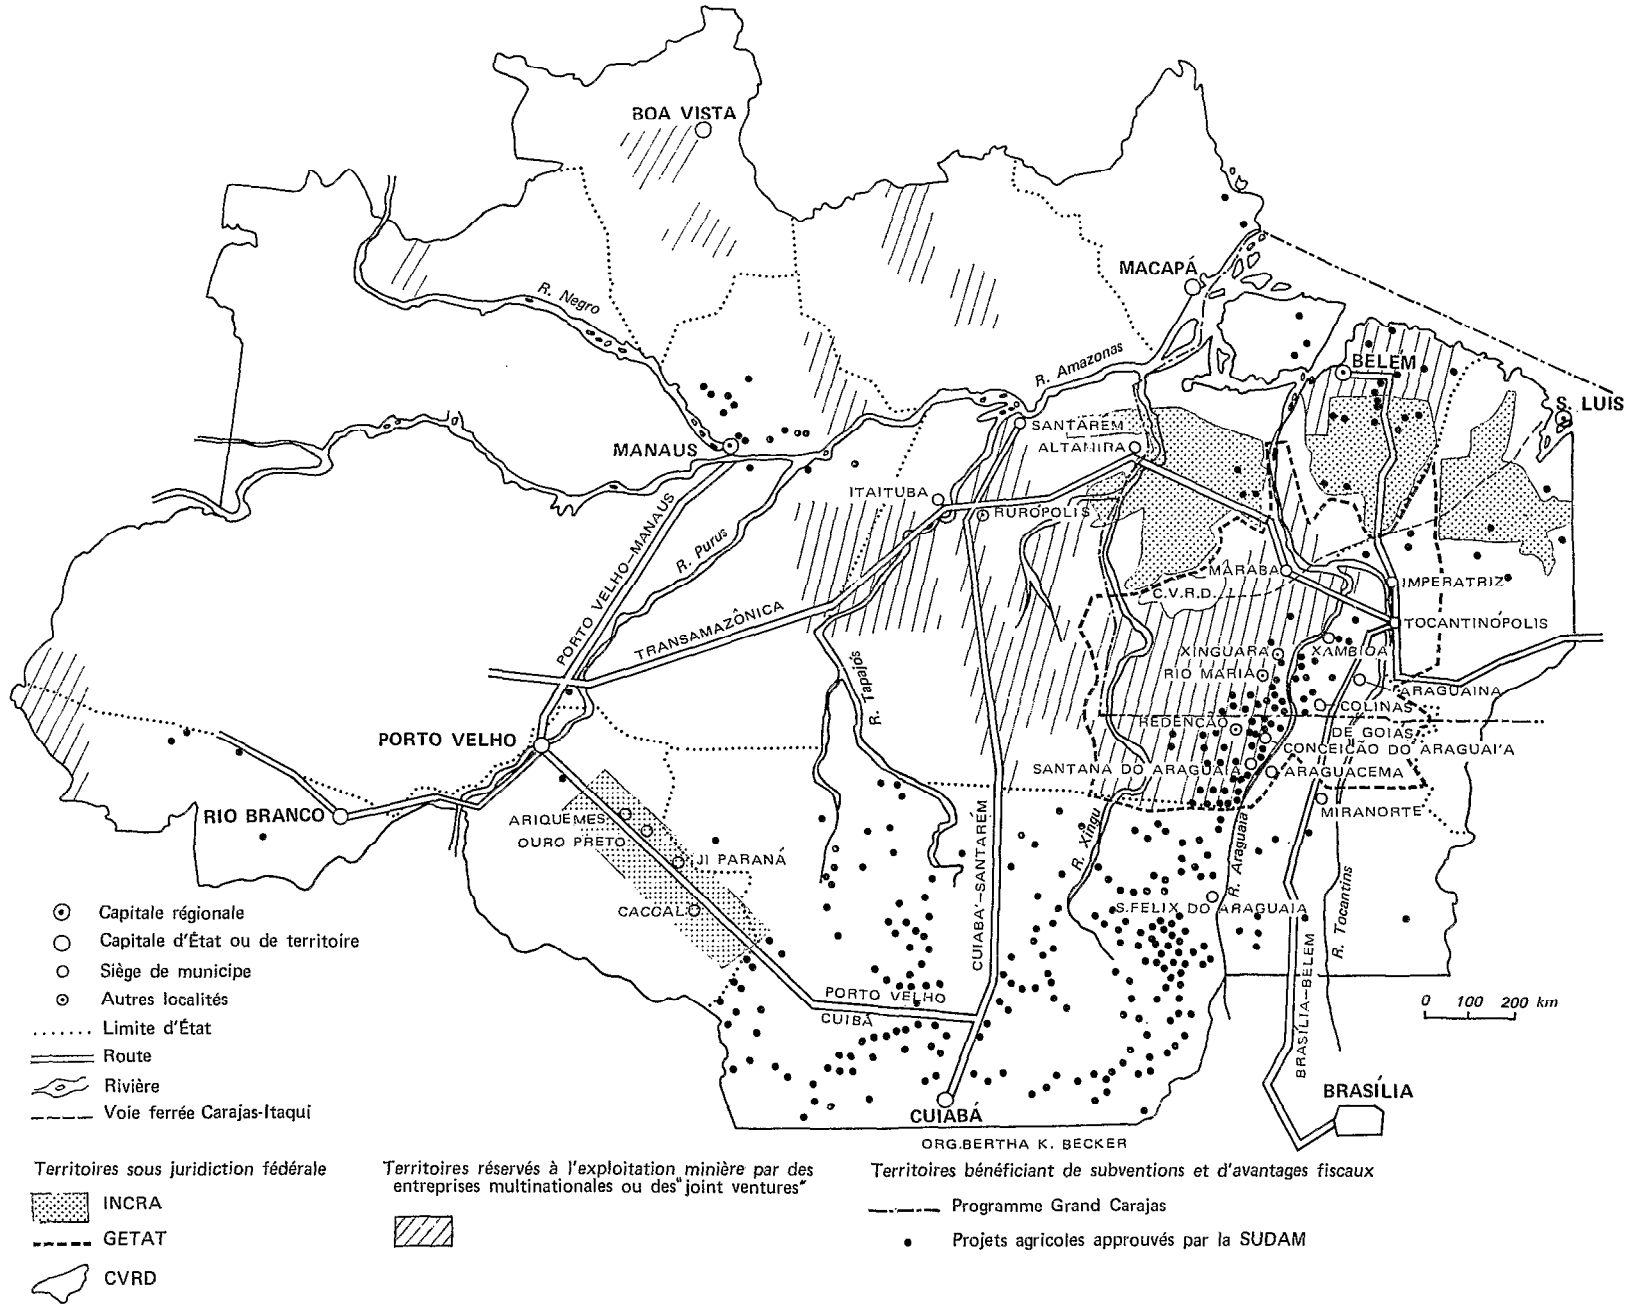 BOA VISTA
MACAPÁ
R. Negro
R. Amazonas
BELEM
S. LUIS
SANTARÉM
MANAUS
ALTAMIRA
ITAITUBA
RURÓPOLIS
PORTO VELHO–MANAUS
R. Purus
MARABA
IMPERATRIZ
C.V.R.D.
TRANSAMAZÔNICA
TOCANTINÓPOLIS
XINGUARA
XAMBIOA
RIO MARIA
ARAGUAINA
R. Tapajós
COLINAS
DE GOIAS
REDENCÃO
PORTO VELHO
CONCEIÇÃO DO ARAGUAI'A
SANTANA DO ARAGUAIA
ARAGUACEMA
MIRANORTE
RIO BRANCO
ARIQUEMES
OURO PRETO
JI PARANÁ
CACCAL
CUIABA'–SANTARÉM
R. Xingu
R. Araguaia
R. Tocantins
S.FELIX DO ARAGUAIA
BRASÍLIA–BELEM
PORTO VELHO
CUIBÁ
CUIABÁ
BRASÍLIA
ORG.BERTHA K. BECKER
0 100 200 km
Capitale régionale
Capitale d'État ou de territoire
Siège de municipe
Autres localités
Limite d'État
Route
Rivière
Voie ferrée Carajas-Itaqui
Territoires sous juridiction fédérale
INCRA
GETAT
CVRD
Territoires réservés à l'exploitation minière par des
entreprises multinationales ou des "joint ventures"
Territoires bénéficiant de subventions et d'avantages fiscaux
Programme Grand Carajas
Projets agricoles approuvés par la SUDAM